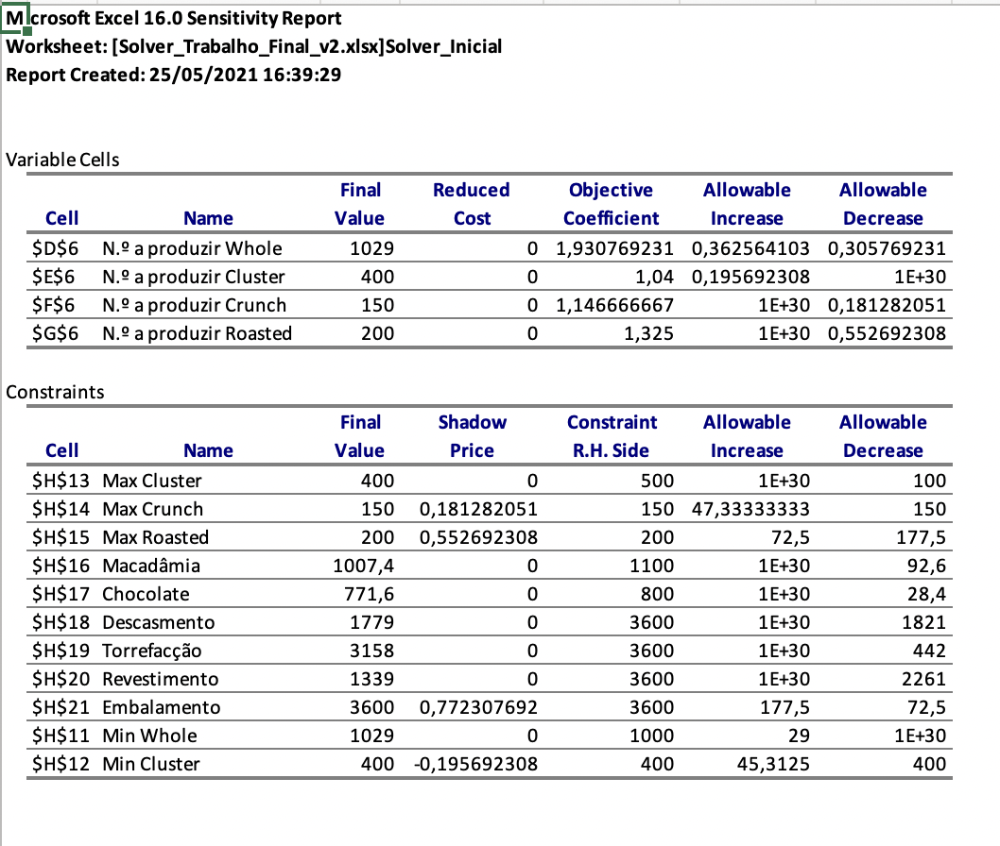 Microsoft Excel 16.0 Sensitivity Report
Worksheet: [Solver_Trabalho_Final_v2.xlsx]Solver_Inicial
Report Created: 25/05/2021 16:39:29
Variable Cells
Final Reduced Objective Allowable Allowable
Cell Name Value Cost Coefficient Increase Decrease
$D$6 N.º a produzir Whole 1029 0 1,930769231 0,362564103 0,305769231
$E$6 N.º a produzir Cluster 400 0 1,04 0,195692308 1E+30
$F$6 N.º a produzir Crunch 150 0 1,146666667 1E+30 0,181282051
$G$6 N.º a produzir Roasted 200 0 1,325 1E+30 0,552692308
Constraints
Final Shadow Constraint Allowable Allowable
Cell Name Value Price R.H. Side Increase Decrease
$H$13 Max Cluster 400 0 500 1E+30 100
$H$14 Max Crunch 150 0,181282051 150 47,33333333 150
$H$15 Max Roasted 200 0,552692308 200 72,5 177,5
$H$16 Macadâmia 1007,4 0 1100 1E+30 92,6
$H$17 Chocolate 771,6 0 800 1E+30 28,4
$H$18 Descasmento 1779 0 3600 1E+30 1821
$H$19 Torrefacção 3158 0 3600 1E+30 442
$H$20 Revestimento 1339 0 3600 1E+30 2261
$H$21 Embalamento 3600 0,772307692 3600 177,5 72,5
$H$11 Min Whole 1029 0 1000 29 1E+30
$H$12 Min Cluster 400 -0,195692308 400 45,3125 400